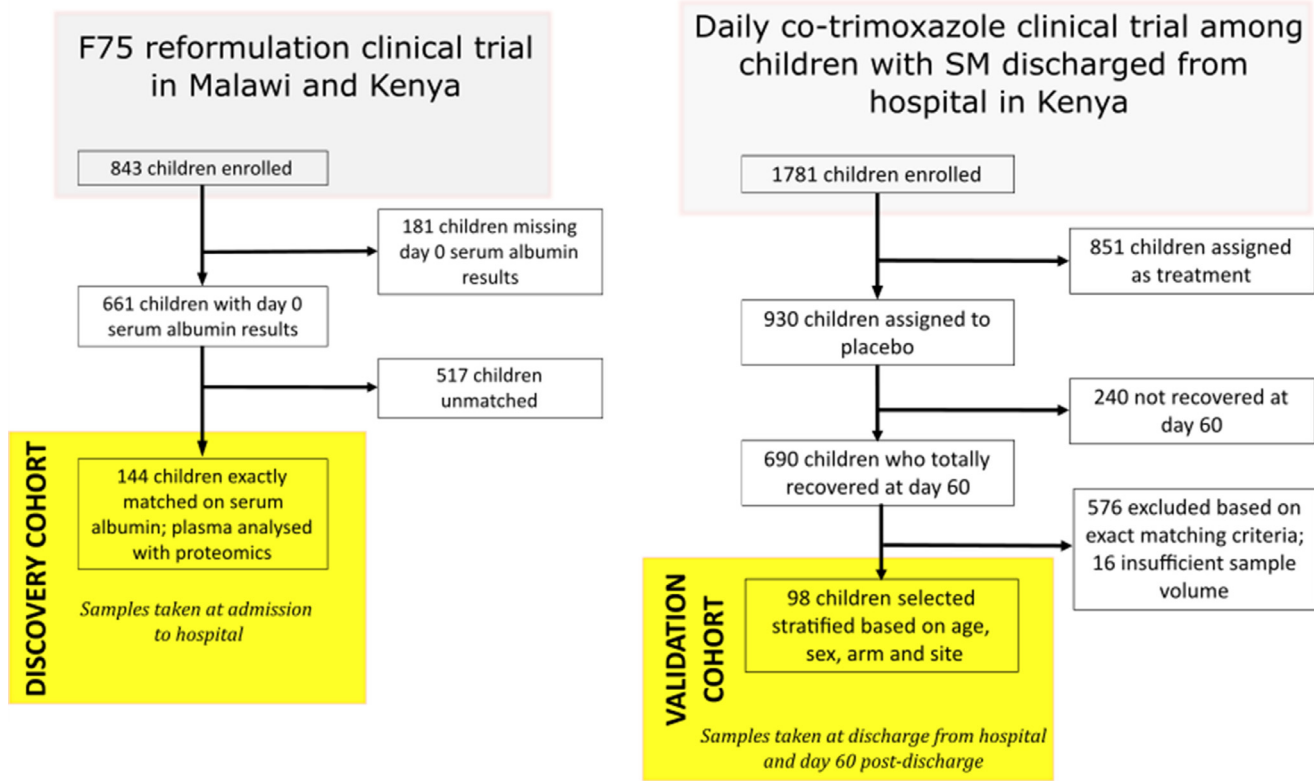 F75 reformulation clinical trial
in Malawi and Kenya
843 children enrolled
181 children missing
day 0 serum albumin
results
661 children with day 0
serum albumin results
517 children
unmatched
DISCOVERY COHORT
144 children exactly
matched on serum
albumin; plasma analysed
with proteomics
Samples taken at admission
to hospital
Daily co-trimoxazole clinical trial among
children with SM discharged from
hospital in Kenya
1781 children enrolled
851 children assigned
as treatment
930 children assigned to
placebo
240 not recovered at
day 60
690 children who totally
recovered at day 60
576 excluded based on
exact matching criteria;
16 insufficient sample
volume
VALIDATION
COHORT
98 children selected
stratified based on age,
sex, arm and site
Samples taken at discharge from hospital
and day 60 post-discharge